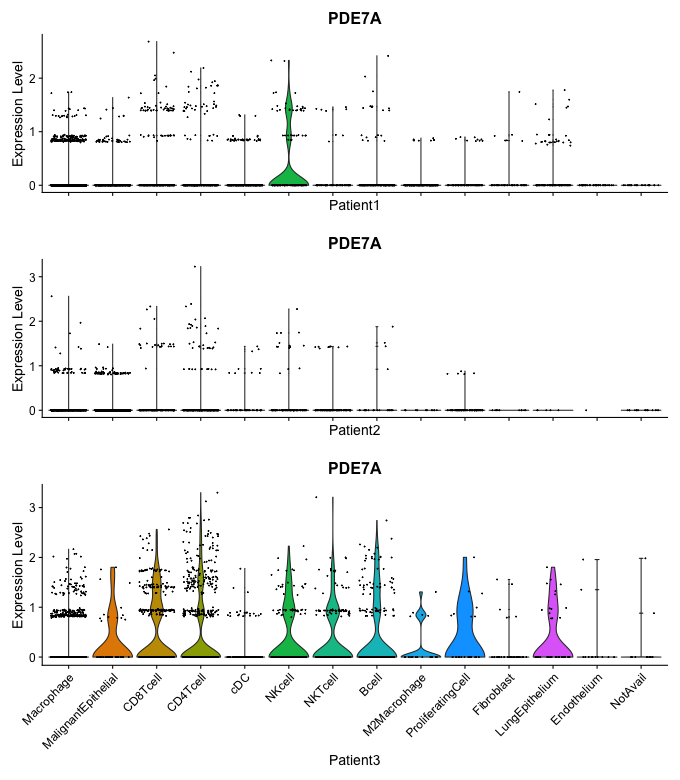 PDE7A
Expression Level
2
1
0
Patient1
PDE7A
Expression Level
3
2
1
0
Patient2
PDE7A
Expression Level
3
2
1
0
Macrophage
MalignantEpithelial
CD8Tcell
CD4Tcell
cDC
NKcell
NKTcell
Bcell
M2Macrophage
ProliferatingCell
Fibroblast
LungEpithelium
Endothelium
NotAvail
Patient3